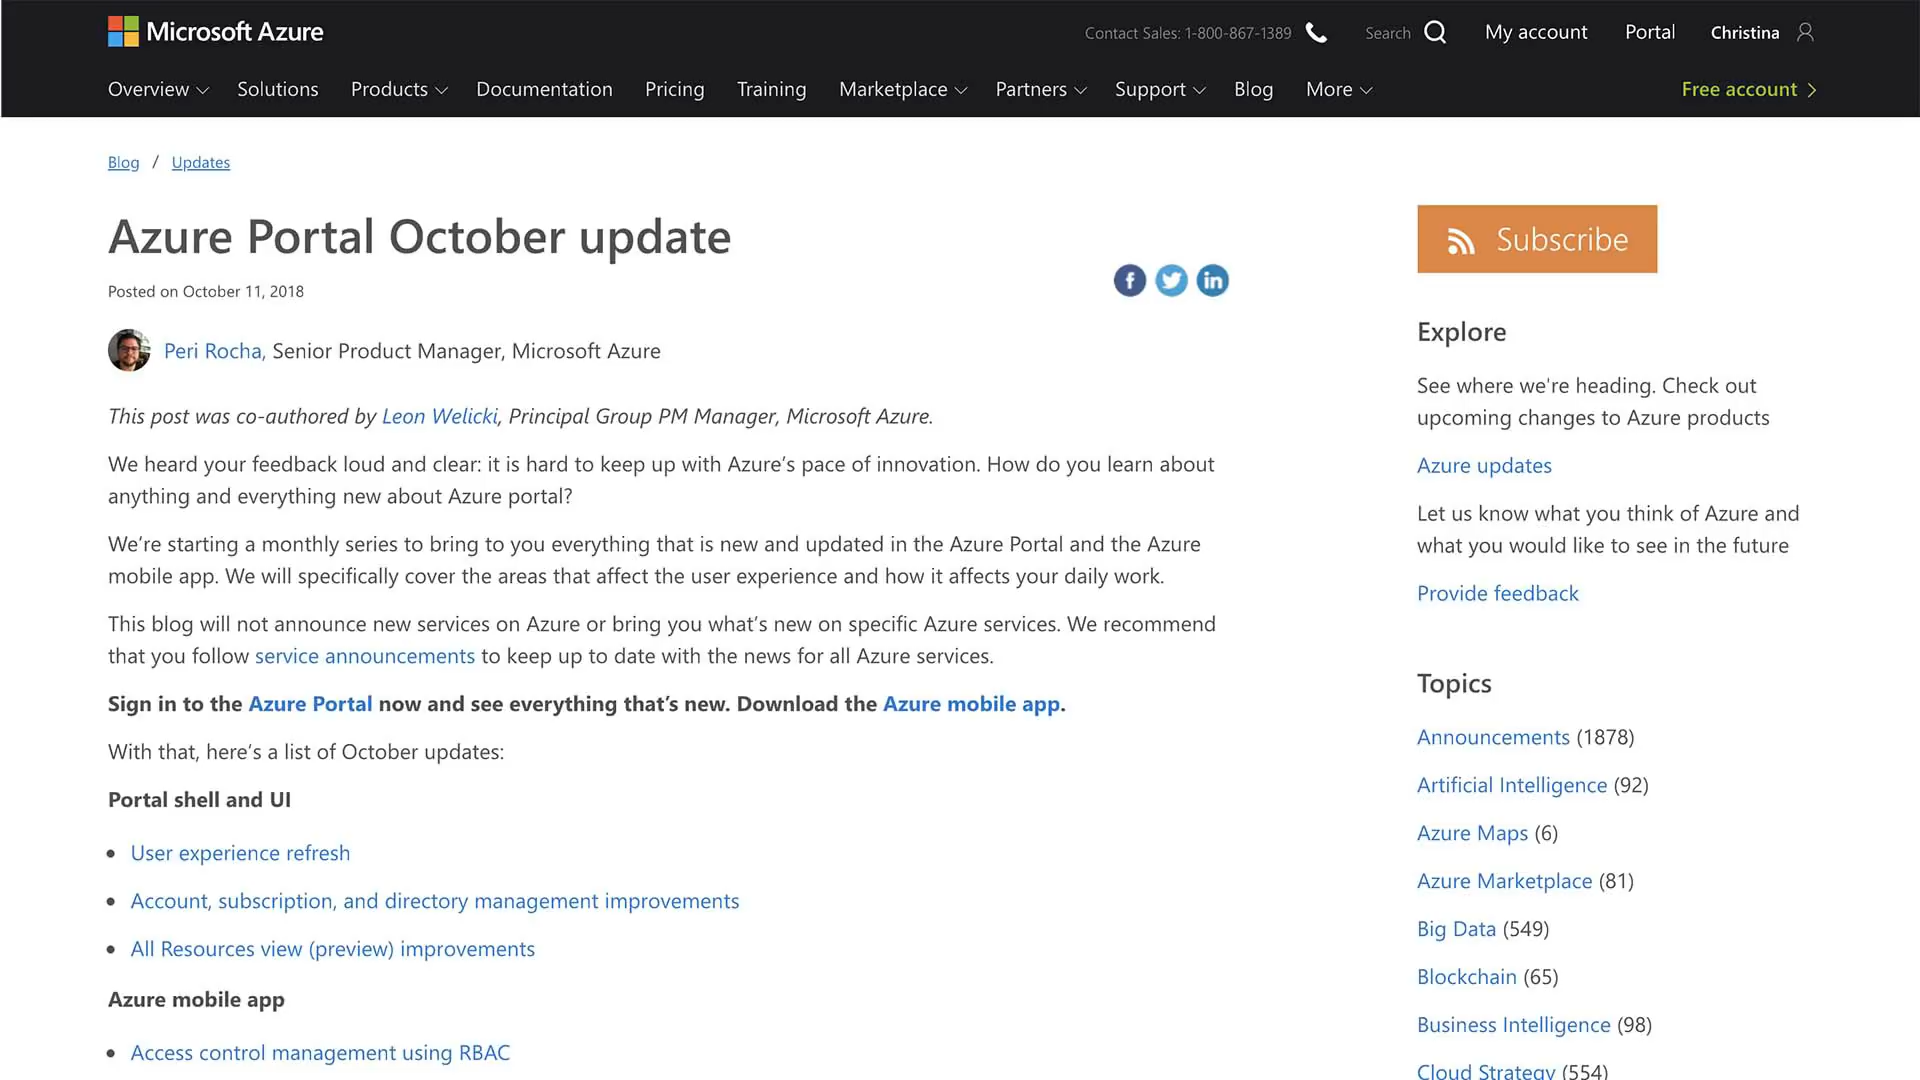 Microsoft Azure
Contact Sales: 1-800-867-1389
Search
My account
Portal
Christina
Overview
Solutions
Products
Documentation
Pricing
Training
Marketplace
Partners
Support
Blog
More
Free account
Blog / Updates
Azure Portal October update
Posted on October 11, 2018
Peri Rocha, Senior Product Manager, Microsoft Azure
This post was co-authored by Leon Welicki, Principal Group PM Manager, Microsoft Azure.
We heard your feedback loud and clear: it is hard to keep up with Azure’s pace of innovation. How do you learn about
anything and everything new about Azure portal?
We’re starting a monthly series to bring to you everything that is new and updated in the Azure Portal and the Azure
mobile app. We will specifically cover the areas that affect the user experience and how it affects your daily work.
This blog will not announce new services on Azure or bring you what’s new on specific Azure services. We recommend
that you follow service announcements to keep up to date with the news for all Azure services.
Sign in to the Azure Portal now and see everything that’s new. Download the Azure mobile app.
With that, here’s a list of October updates:
Portal shell and UI
• User experience refresh
• Account, subscription, and directory management improvements
• All Resources view (preview) improvements
Azure mobile app
• Access control management using RBAC
f
in
Subscribe
Explore
See where we're heading. Check out
upcoming changes to Azure products
Azure updates
Let us know what you think of Azure and
what you would like to see in the future
Provide feedback
Topics
Announcements (1878)
Artificial Intelligence (92)
Azure Maps (6)
Azure Marketplace (81)
Big Data (549)
Blockchain (65)
Business Intelligence (98)
Cloud Strategy (554)